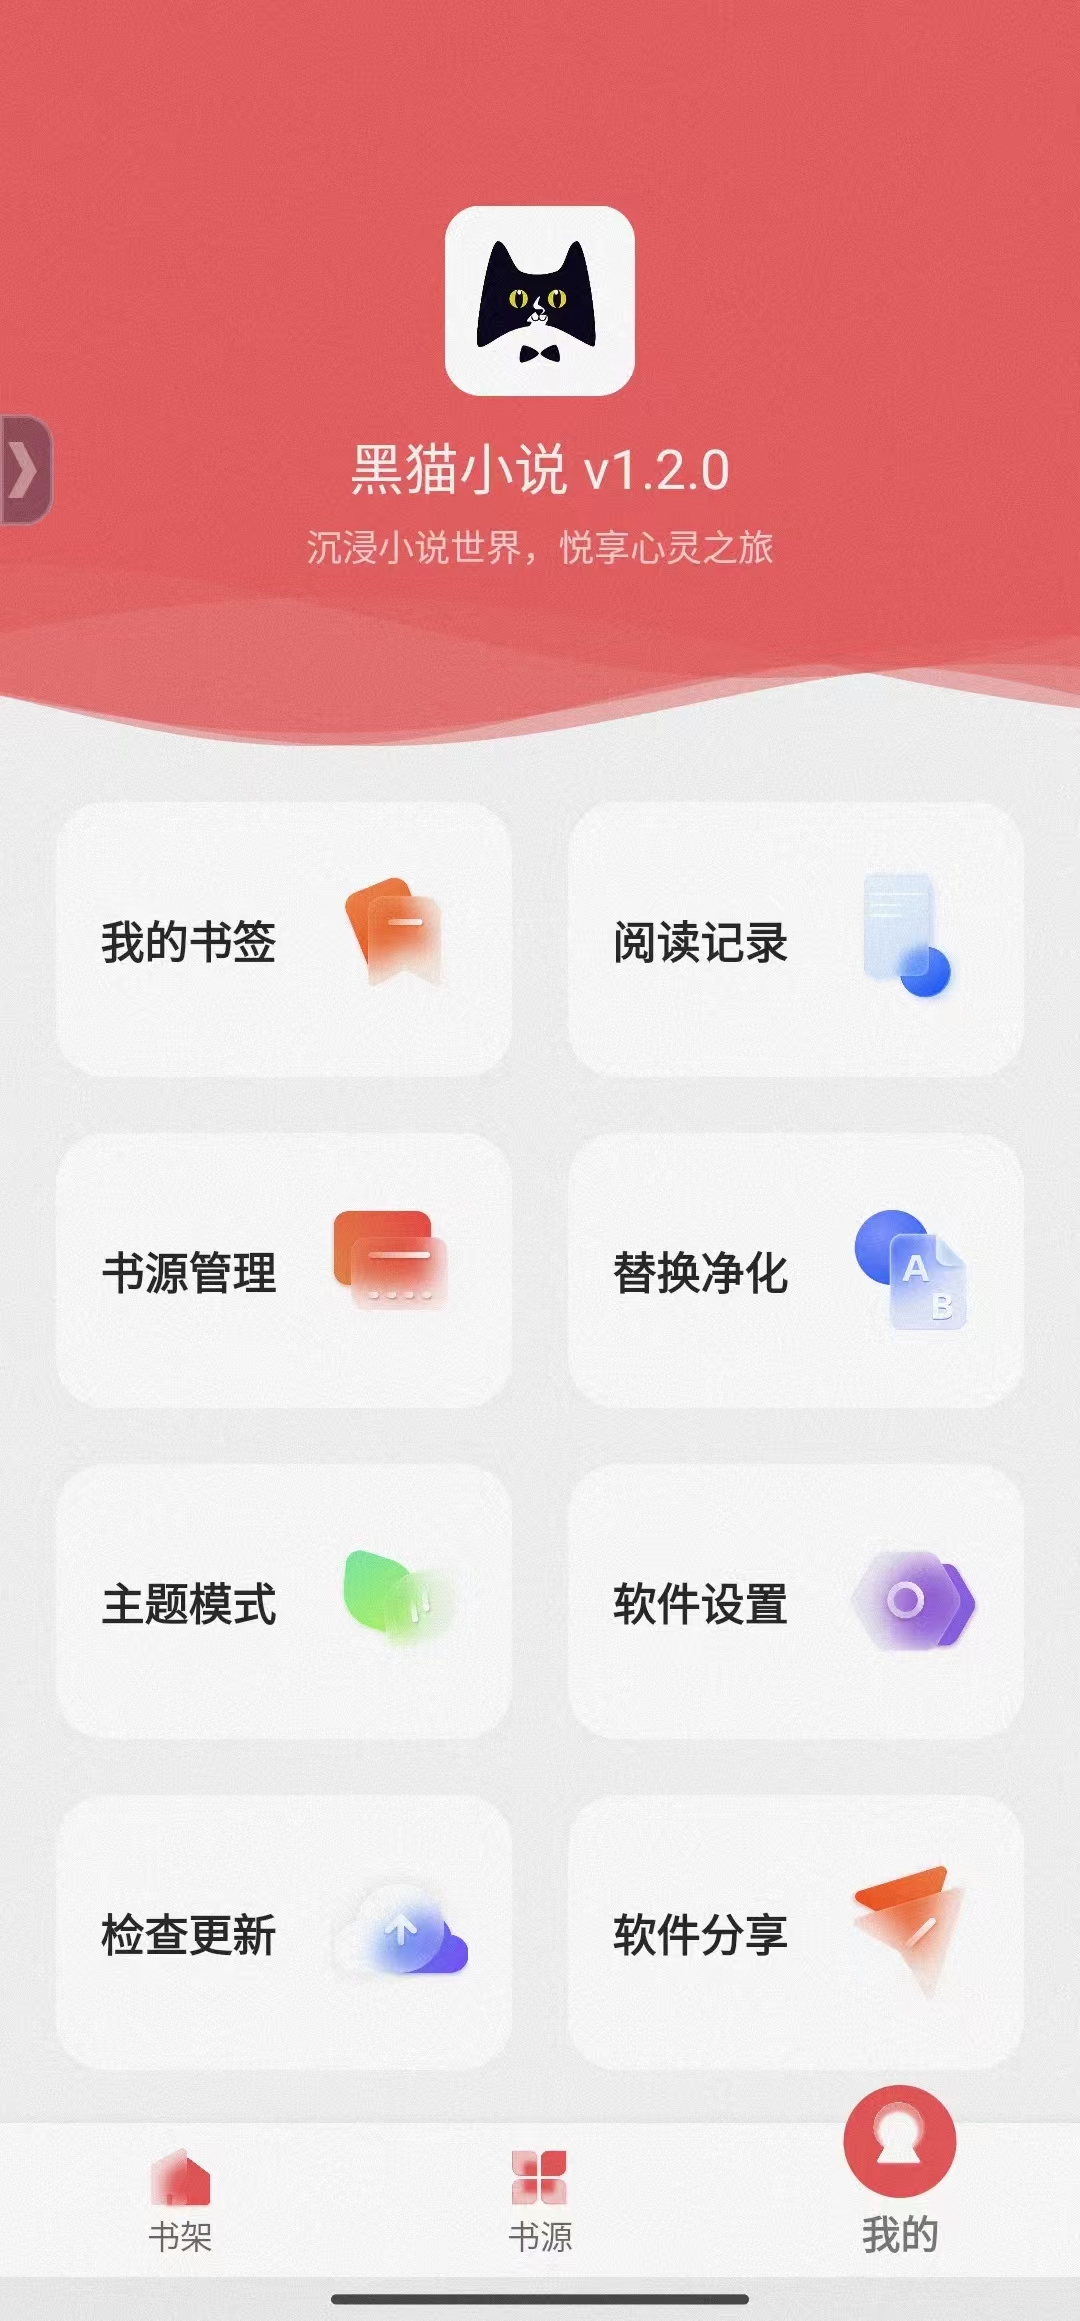 黑猫小说 v1.2.0
沉浸小说世界，悦享心灵之旅
我的书签
阅读记录
书源管理
替换净化
A
B
主题模式
软件设置
检查更新
软件分享
书架
书源
我的